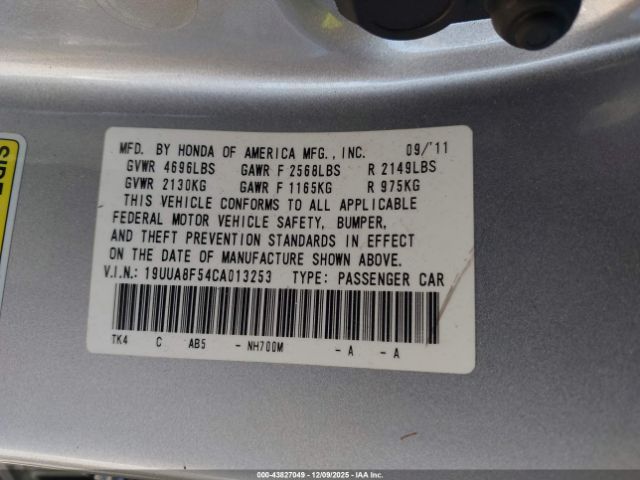 MFD. BY HONDA OF AMERICA MFG., INC. 09/'11
GVWR 4696LBS GAWR F 2568LBS R 2149LBS
GVWR 2130KG GAWR F 1165KG R 975KG
THIS VEHICLE CONFORMS TO ALL APPLICABLE
FEDERAL MOTOR VEHICLE SAFETY, BUMPER,
AND THEFT PREVENTION STANDARDS IN EFFECT
ON THE DATE OF MANUFACTURE SHOWN ABOVE.
V.I.N.: 19UUA8F54CA013253 TYPE: PASSENGER CAR
TK4 C AB5 - NH700M - A - A
000-43827049 | 12/09/2025 - IAA, Inc.